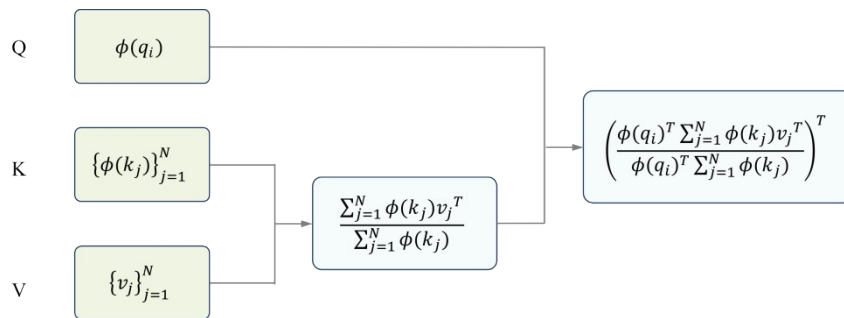 Q
ϕ(q_i)
K
{ϕ(k_j)}_{j=1}^N
V
{v_j}_{j=1}^N
∑_{j=1}^N ϕ(k_j)v_j^T
∑_{j=1}^N ϕ(k_j)
(ϕ(q_i)^T ∑_{j=1}^N ϕ(k_j)v_j^T
ϕ(q_i)^T ∑_{j=1}^N ϕ(k_j))^T